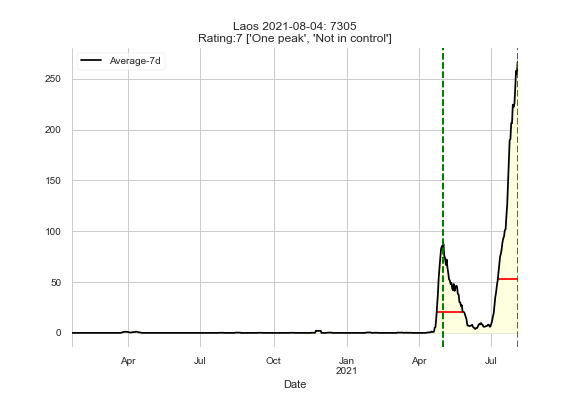 Laos 2021-08-04: 7305
Rating:7 ['One peak', 'Not in control']
Average-7d
250
200
150
100
50
0
Apr
Jul
Oct
Jan
2021
Apr
Jul
Date